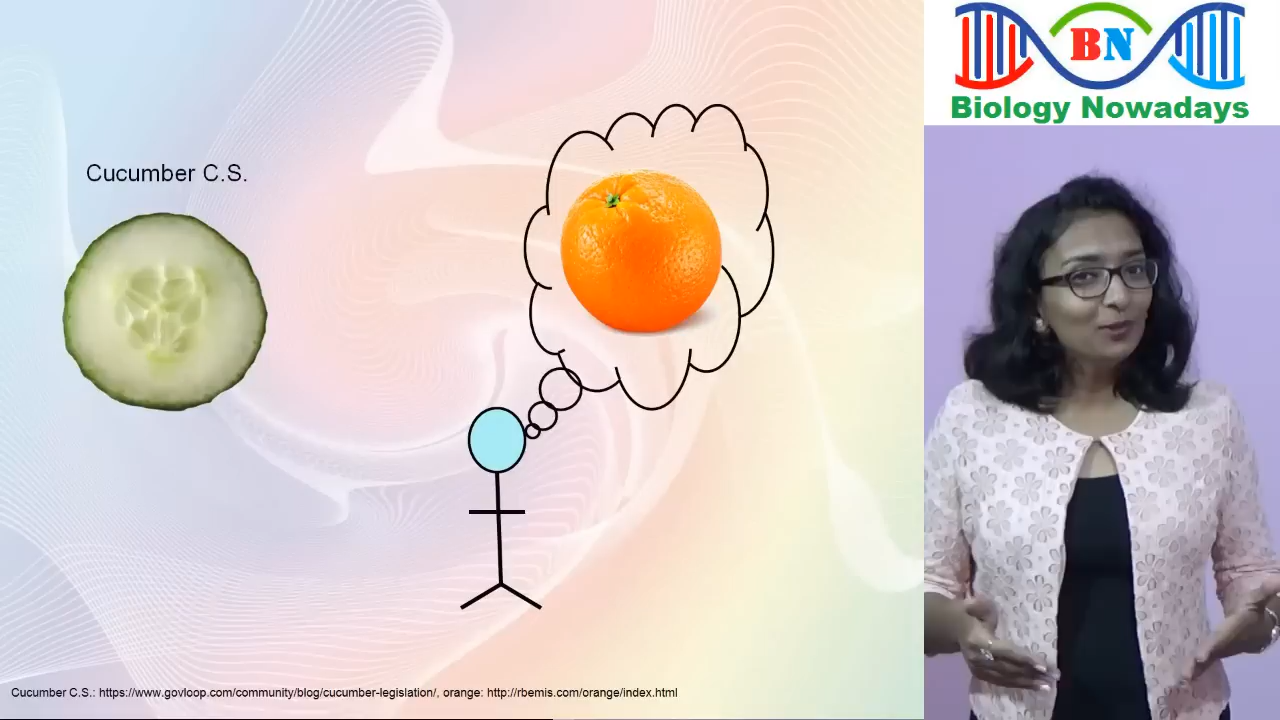 BN
Biology Nowadays
Cucumber C.S.
Cucumber C.S.: https://www.govloop.com/community/blog/cucumber-legislation/, orange: http://rbemis.com/orange/index.html